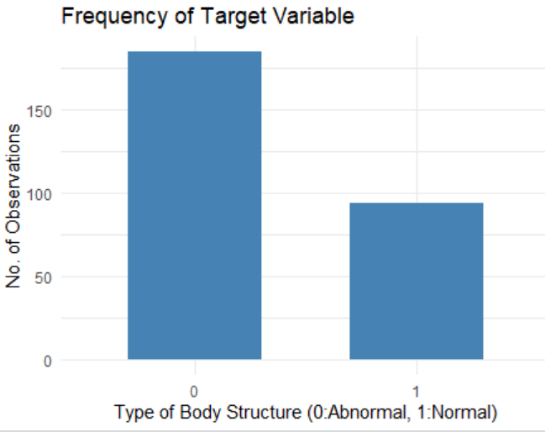 Frequency of Target Variable
No. of Observations
150
100
50
0
0 1
Type of Body Structure (0:Abnormal, 1:Normal)